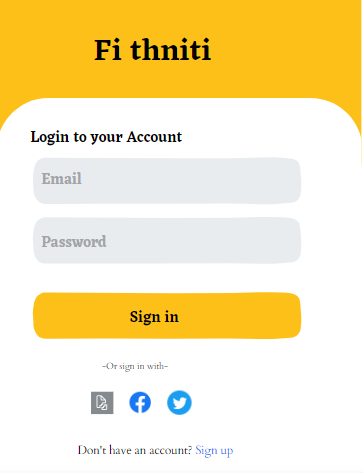 Fi thniti
Login to your Account
Email
Password
Sign in
-Or sign in with-
Don't have an account? Sign up